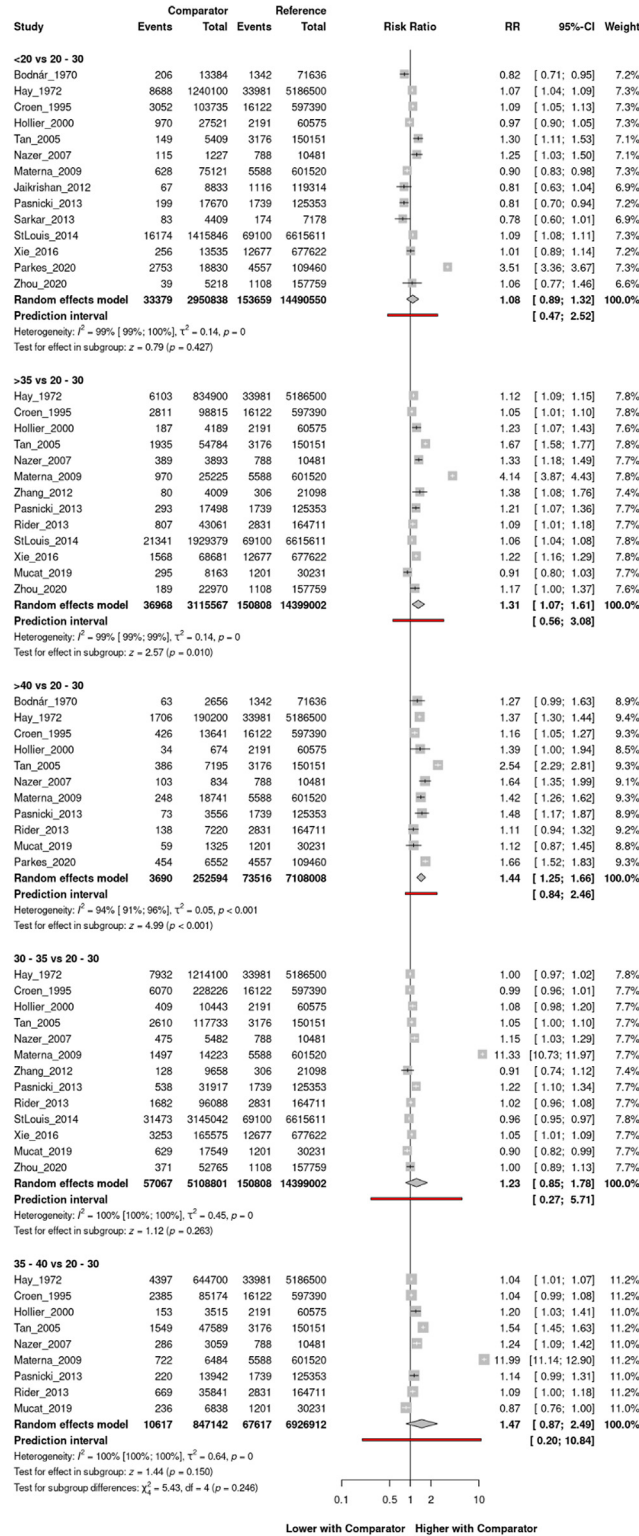 Comparator Reference
Study Events Total Events Total Risk Ratio RR 95%-CI Weight
<20 vs 20 - 30
Bodnár_1970 206 13384 1342 71636 0.82 [ 0.71; 0.95] 7.2%
Hay_1972 8688 1240100 33981 5186500 1.07 [ 1.04; 1.09] 7.3%
Croen_1995 3052 103735 16122 597390 1.09 [ 1.05; 1.13] 7.3%
Hollier_2000 970 27521 2191 60575 0.97 [ 0.90; 1.05] 7.3%
Tan_2005 149 5409 3176 150151 1.30 [ 1.11; 1.53] 7.1%
Nazer_2007 115 1227 788 10481 1.25 [ 1.03; 1.50] 7.1%
Materna_2009 628 75121 5588 601520 0.90 [ 0.83; 0.98] 7.2%
Jaikrishan_2012 67 8833 1116 119314 0.81 [ 0.63; 1.04] 7.0%
Pasnicki_2013 199 17670 1739 125353 0.81 [ 0.70; 0.94] 7.2%
Sarkar_2013 83 4409 174 7178 0.78 [ 0.60; 1.01] 6.9%
StLouis_2014 16174 1415846 69100 6615611 1.09 [ 1.08; 1.11] 7.3%
Xie_2016 256 13535 12677 677622 1.01 [ 0.89; 1.14] 7.2%
Parkes_2020 2753 18830 4557 109460 3.51 [ 3.36; 3.67] 7.3%
Zhou_2020 39 5218 1108 157759 1.06 [ 0.77; 1.46] 6.8%
Random effects model 33379 2950838 153659 14490550 1.08 [ 0.89; 1.32] 100.0%
Prediction interval [ 0.47; 2.52]
Heterogeneity: I² = 99% [ 99%; 100%], τ² = 0.14, p = 0
Test for effect in subgroup: z = 0.79 (p = 0.427)
>35 vs 20 - 30
Hay_1972 6103 834900 33981 5186500 1.12 [ 1.09; 1.15] 7.8%
Croen_1995 2811 98815 16122 597390 1.05 [ 1.01; 1.10] 7.8%
Hollier_2000 187 4189 2191 60575 1.23 [ 1.07; 1.43] 7.6%
Tan_2005 1935 54784 3176 150151 1.67 [ 1.58; 1.77] 7.8%
Nazer_2007 389 3893 788 10481 1.33 [ 1.18; 1.49] 7.7%
Materna_2009 970 25225 5588 601520 4.14 [ 3.87; 4.43] 7.8%
Zhang_2012 80 4009 306 21098 1.38 [ 1.08; 1.76] 7.4%
Pasnicki_2013 293 17498 1739 125353 1.21 [ 1.07; 1.36] 7.7%
Rider_2013 807 43061 2831 164711 1.09 [ 1.01; 1.18] 7.7%
StLouis_2014 21341 1929379 69100 6615611 1.06 [ 1.04; 1.08] 7.8%
Xie_2016 1568 68681 12677 677622 1.22 [ 1.16; 1.29] 7.8%
Mucat_2019 295 8163 1201 30231 0.91 [ 0.80; 1.03] 7.7%
Zhou_2020 189 22970 1108 157759 1.17 [ 1.00; 1.37] 7.6%
Random effects model 36968 3115567 150808 14399002 1.31 [ 1.07; 1.61] 100.0%
Prediction interval [ 0.56; 3.08]
Heterogeneity: I² = 99% [ 99%; 99%], τ² = 0.14, p = 0
Test for effect in subgroup: z = 2.57 (p = 0.010)
>40 vs 20 - 30
Bodnár_1970 63 2656 1342 71636 1.27 [ 0.99; 1.63] 8.9%
Hay_1972 1706 190200 33981 5186500 1.37 [ 1.30; 1.44] 9.4%
Croen_1995 426 13641 16122 597390 1.16 [ 1.05; 1.27] 9.3%
Hollier_2000 34 674 2191 60575 1.39 [ 1.00; 1.94] 8.3%
Tan_2005 386 7195 3176 150151 2.54 [ 2.29; 2.81] 9.3%
Nazer_2007 103 834 788 10481 1.64 [ 1.35; 1.99] 9.1%
Materna_2009 248 18741 5588 601520 1.42 [ 1.26; 1.62] 9.3%
Pasnicki_2013 73 3556 1739 125353 1.48 [ 1.17; 1.87] 8.9%
Rider_2013 138 7220 2831 164711 1.11 [ 0.94; 1.32] 9.2%
Mucat_2019 59 1325 1201 30231 1.12 [ 0.87; 1.45] 8.8%
Parkes_2020 454 6552 4557 109460 1.66 [ 1.52; 1.83] 9.3%
Random effects model 3690 252594 73516 7108008 1.44 [ 1.25; 1.66] 100.0%
Prediction interval [ 0.84; 2.46]
Heterogeneity: I² = 94% [ 91%; 96%], τ² = 0.05, p < 0.001
Test for effect in subgroup: z = 4.99 (p < 0.001)
30 - 35 vs 20 - 30
Hay_1972 7932 1214100 33981 5186500 1.00 [ 0.97; 1.02] 7.8%
Croen_1995 6070 228226 16122 597390 0.99 [ 0.96; 1.01] 7.7%
Hollier_2000 409 10443 2191 60575 1.08 [ 0.98; 1.20] 7.7%
Tan_2005 2610 117733 3176 150151 1.05 [ 1.00; 1.10] 7.7%
Nazer_2007 475 5482 788 10481 1.15 [ 1.03; 1.29] 7.7%
Materna_2009 1497 14223 5588 601520 11.33 [10.73; 11.97] 7.7%
Zhang_2012 128 9658 306 21098 0.91 [ 0.74; 1.12] 7.4%
Pasnicki_2013 538 31917 1739 125353 1.22 [ 1.10; 1.34] 7.7%
Rider_2013 1682 96088 2831 164711 1.02 [ 0.96; 1.08] 7.7%
StLouis_2014 31473 3145042 69100 6615611 0.96 [ 0.95; 0.97] 7.8%
Xie_2016 3253 165575 12677 677622 1.05 [ 1.01; 1.09] 7.7%
Mucat_2019 629 17549 1201 30231 0.90 [ 0.82; 0.99] 7.7%
Zhou_2020 371 52765 1108 157759 1.00 [ 0.89; 1.13] 7.7%
Random effects model 57067 5108801 150808 14399002 1.23 [ 0.85; 1.78] 100.0%
Prediction interval [ 0.27; 5.71]
Heterogeneity: I² = 100% [100%; 100%], τ² = 0.45, p = 0
Test for effect in subgroup: z = 1.12 (p = 0.263)
35 - 40 vs 20 - 30
Hay_1972 4397 644700 33981 5186500 1.04 [ 1.01; 1.07] 11.2%
Croen_1995 2385 85174 16122 597390 1.04 [ 0.99; 1.08] 11.2%
Hollier_2000 153 3515 2191 60575 1.20 [ 1.03; 1.41] 11.0%
Tan_2005 1549 47589 3176 150151 1.54 [ 1.45; 1.63] 11.2%
Nazer_2007 286 3059 788 10481 1.24 [ 1.09; 1.42] 11.1%
Materna_2009 722 6484 5588 601520 11.99 [11.14; 12.90] 11.2%
Pasnicki_2013 220 13942 1739 125353 1.14 [ 0.99; 1.31] 11.1%
Rider_2013 669 35841 2831 164711 1.09 [ 1.00; 1.18] 11.2%
Mucat_2019 236 6838 1201 30231 0.87 [ 0.76; 1.00] 11.0%
Random effects model 10617 847142 67617 6926912 1.47 [ 0.87; 2.49] 100.0%
Prediction interval [ 0.20; 10.84]
Heterogeneity: I² = 100% [100%; 100%], τ² = 0.64, p = 0
Test for effect in subgroup: z = 1.44 (p = 0.150)
Test for subgroup differences: χ²₄ = 5.43, df = 4 (p = 0.246)
0.1 0.5 1 2 10
Lower with Comparator Higher with Comparator